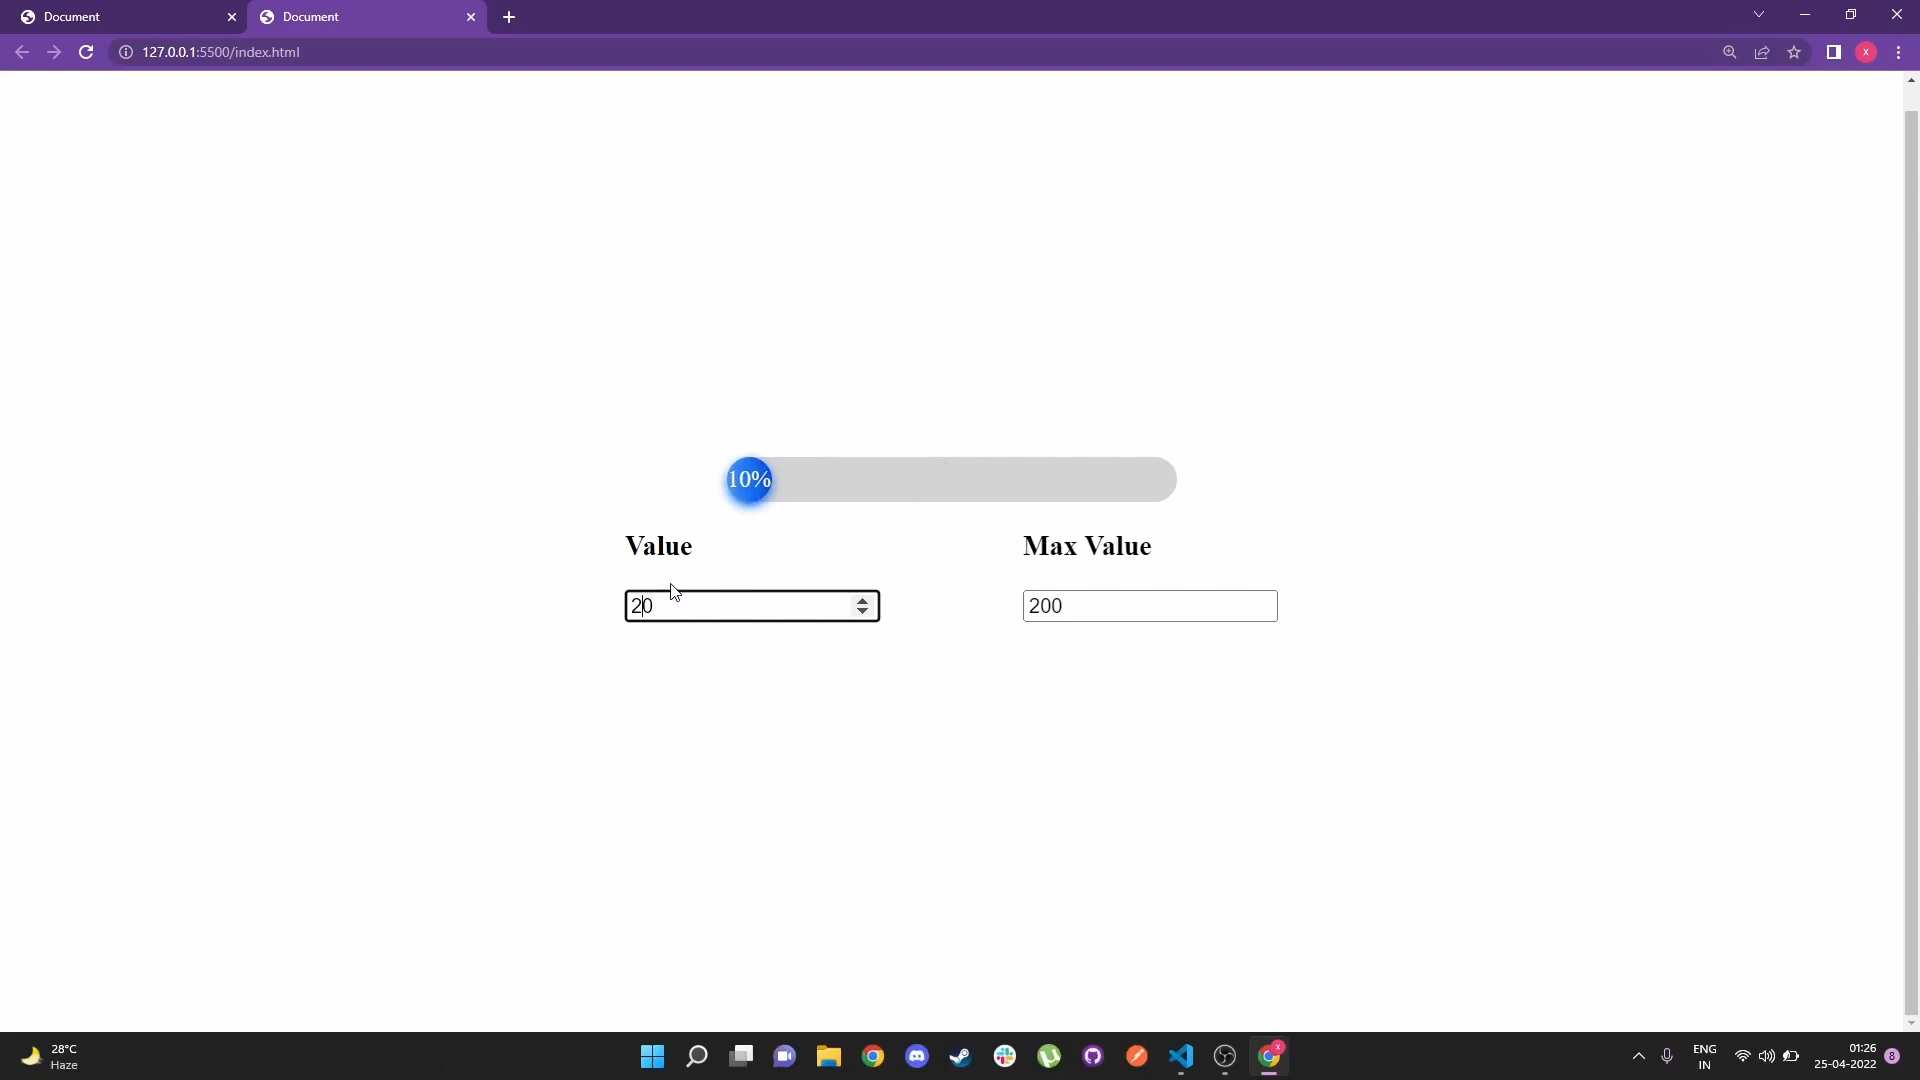 Document
Document
127.0.0.1:5500/index.html
x
10%
Value
Max Value
20
200
28°C
Haze
x
ENG
IN
01:26
25-04-2022
8